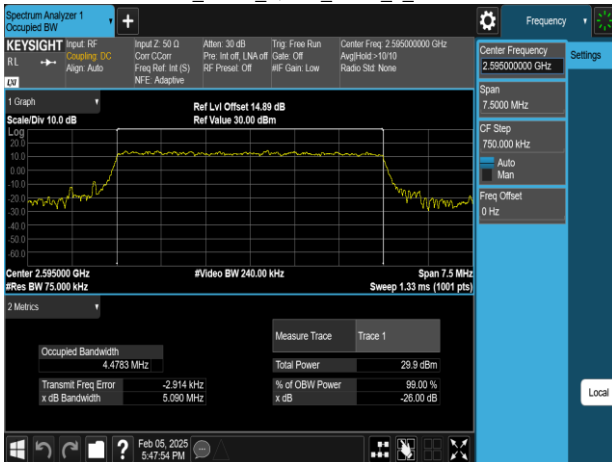 Spectrum Analyzer 1
Occupied BW
Frequency
KEYSIGHT
RL
Input: RF
Coupling: DC
Align: Auto
Input Z: 50 Ω
Corr CCorr
Freq Ref: Int (S)
NFE: Adaptive
Atten: 30 dB
Pre: Int off, LNA off
RF Preset: Off
Trig: Free Run
Gate: Off
#IF Gain: Low
Center Freq: 2.595000000 GHz
Avg|Hold:>10/10
Radio Std: None
Center Frequency
2.595000000 GHz
Settings
Span
7.5000 MHz
CF Step
750.000 kHz
Auto
Man
Freq Offset
0 Hz
Local
1 Graph
Scale/Div 10.0 dB
Ref Lvl Offset 14.89 dB
Ref Value 30.00 dBm
Log
20.0
10.0
0.00
-10.0
-20.0
-30.0
-40.0
-50.0
-60.0
Center 2.595000 GHz
#Video BW 240.00 kHz
Span 7.5 MHz
#Res BW 75.000 kHz
Sweep 1.33 ms (1001 pts)
2 Metrics
Measure Trace
Trace 1
Occupied Bandwidth
4.4783 MHz
Total Power
29.9 dBm
Transmit Freq Error
-2.914 kHz
% of OBW Power
99.00 %
x dB Bandwidth
5.090 MHz
x dB
-26.00 dB
Feb 05, 2025
5:47:54 PM